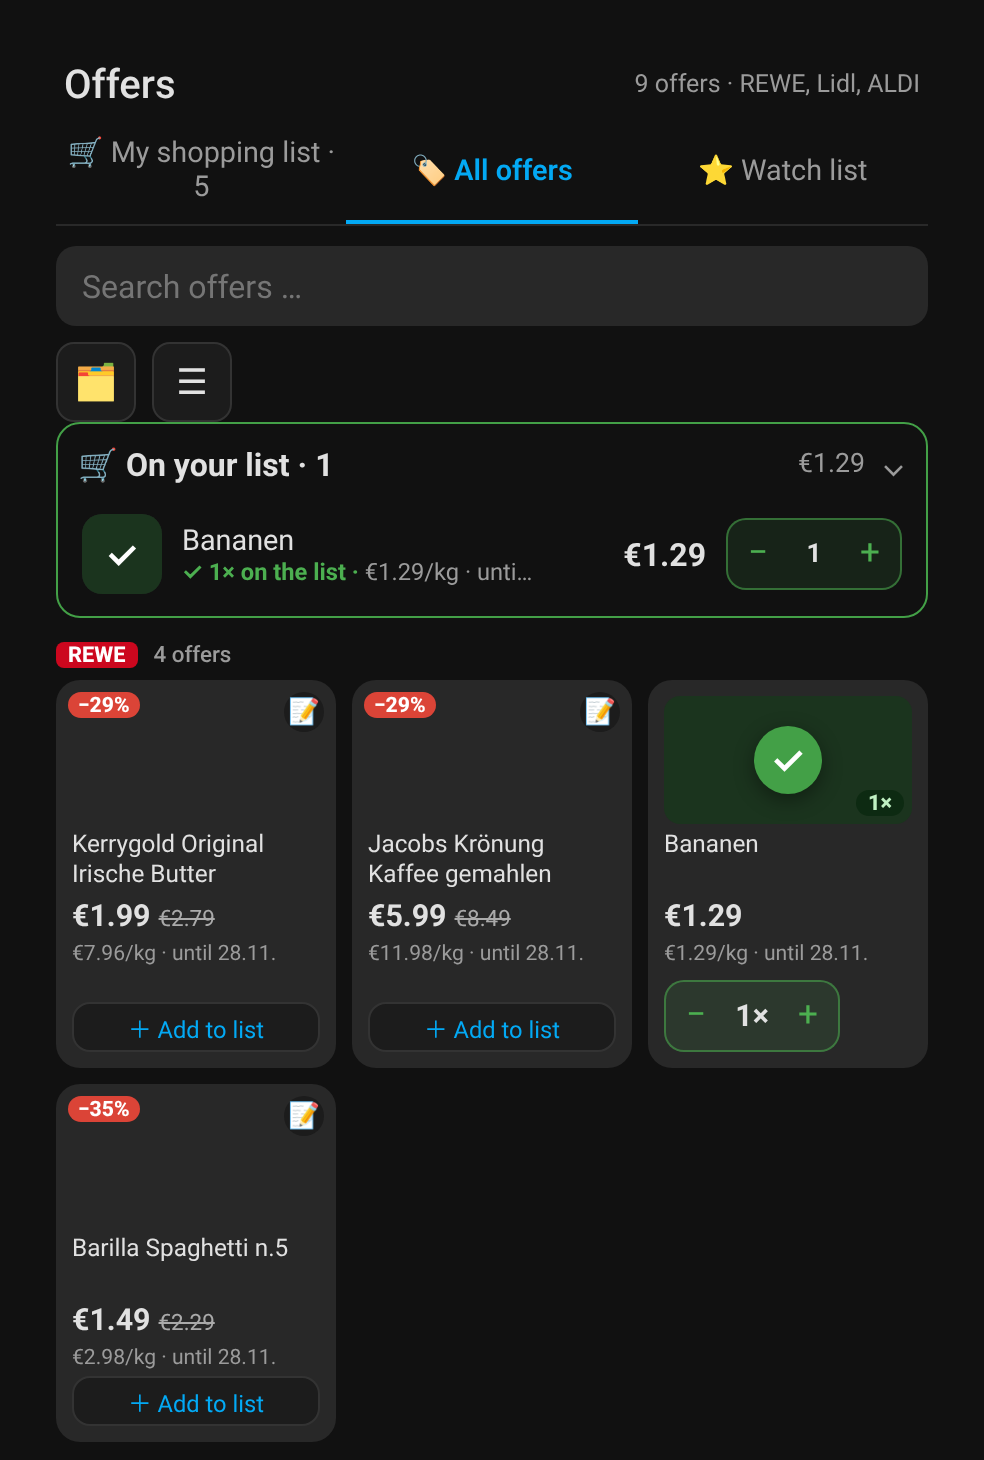 Offers
9 offers · REWE, Lidl, ALDI
🛒 My shopping list ·
5
🏷️ All offers
⭐ Watch list
Search offers ...
🛒 On your list · 1
€1.29
Bananen
✓ 1× on the list · €1.29/kg · unti...
€1.29
− 1 +
REWE 4 offers
−29%
Kerrygold Original
Irische Butter
€1.99 €2.79
€7.96/kg · until 28.11.
+ Add to list
−29%
Jacobs Krönung
Kaffee gemahlen
€5.99 €8.49
€11.98/kg · until 28.11.
+ Add to list
1×
Bananen
€1.29
€1.29/kg · until 28.11.
− 1× +
−35%
Barilla Spaghetti n.5
€1.49 €2.29
€2.98/kg · until 28.11.
+ Add to list